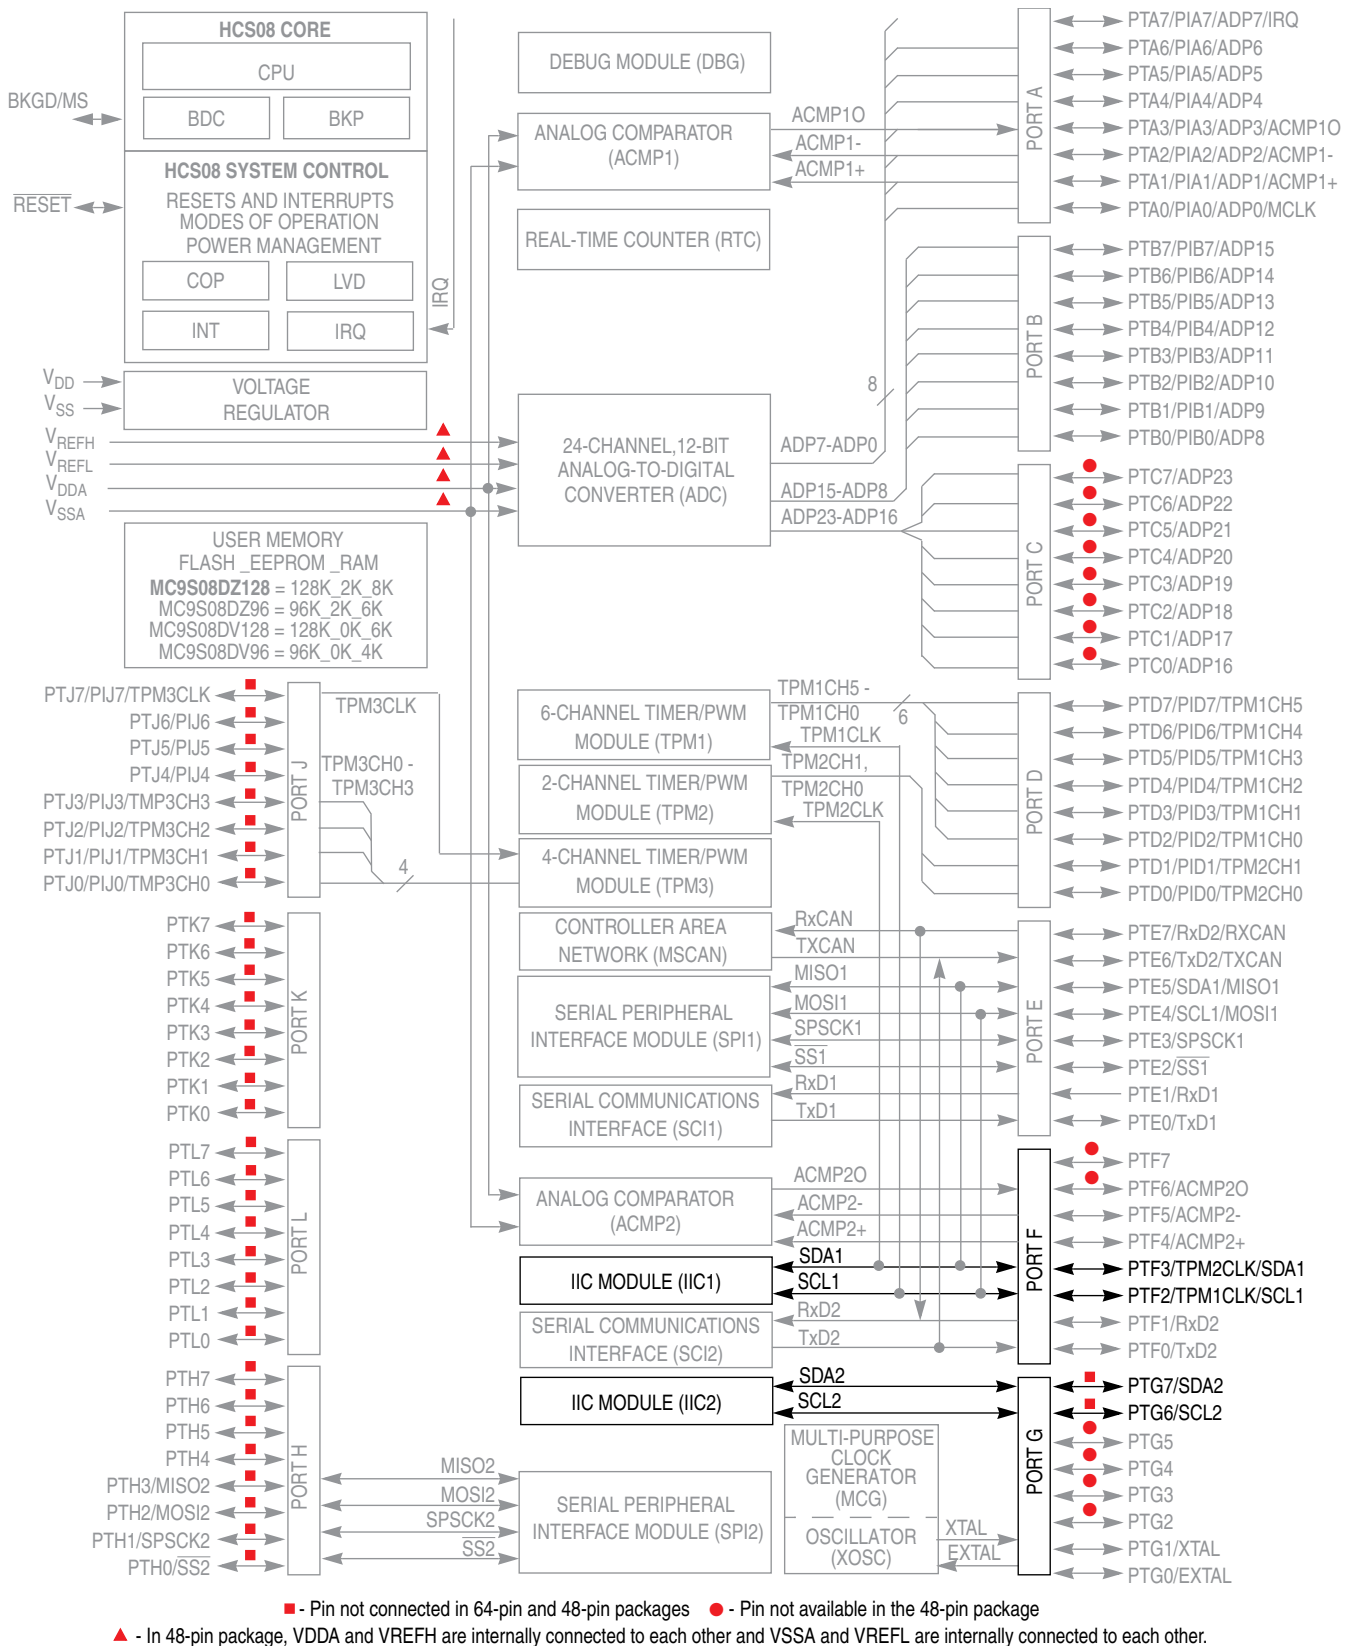 HCS08 CORE
CPU
BDC
BKP
BKGD/MS
HCS08 SYSTEM CONTROL
RESETS AND INTERRUPTS
MODES OF OPERATION
POWER MANAGEMENT
COP
LVD
INT
IRQ
RESET
IRQ
VDD
VSS
VOLTAGE
REGULATOR
VREFH
VREFL
VDDA
VSSA
USER MEMORY
FLASH _EEPROM _RAM
MC9S08DZ128 = 128K_2K_8K
MC9S08DZ96 = 96K_2K_6K
MC9S08DV128 = 128K_0K_6K
MC9S08DV96 = 96K_0K_4K
DEBUG MODULE (DBG)
ANALOG COMPARATOR
(ACMP1)
ACMP1O
ACMP1-
ACMP1+
REAL-TIME COUNTER (RTC)
24-CHANNEL,12-BIT
ANALOG-TO-DIGITAL
CONVERTER (ADC)
8
ADP7-ADP0
ADP15-ADP8
ADP23-ADP16
PORT A
PTA7/PIA7/ADP7/IRQ
PTA6/PIA6/ADP6
PTA5/PIA5/ADP5
PTA4/PIA4/ADP4
PTA3/PIA3/ADP3/ACMP1O
PTA2/PIA2/ADP2/ACMP1-
PTA1/PIA1/ADP1/ACMP1+
PTA0/PIA0/ADP0/MCLK
PORT B
PTB7/PIB7/ADP15
PTB6/PIB6/ADP14
PTB5/PIB5/ADP13
PTB4/PIB4/ADP12
PTB3/PIB3/ADP11
PTB2/PIB2/ADP10
PTB1/PIB1/ADP9
PTB0/PIB0/ADP8
PORT C
PTC7/ADP23
PTC6/ADP22
PTC5/ADP21
PTC4/ADP20
PTC3/ADP19
PTC2/ADP18
PTC1/ADP17
PTC0/ADP16
PTJ7/PIJ7/TPM3CLK
PTJ6/PIJ6
PTJ5/PIJ5
PTJ4/PIJ4
PTJ3/PIJ3/TMP3CH3
PTJ2/PIJ2/TPM3CH2
PTJ1/PIJ1/TPM3CH1
PTJ0/PIJ0/TMP3CH0
PORT J
TPM3CLK
TPM3CH0 -
TPM3CH3
4
6-CHANNEL TIMER/PWM
MODULE (TPM1)
TPM1CH5 -
TPM1CH0
6
TPM1CLK
2-CHANNEL TIMER/PWM
MODULE (TPM2)
TPM2CH1,
TPM2CH0
TPM2CLK
4-CHANNEL TIMER/PWM
MODULE (TPM3)
PORT D
PTD7/PID7/TPM1CH5
PTD6/PID6/TPM1CH4
PTD5/PID5/TPM1CH3
PTD4/PID4/TPM1CH2
PTD3/PID3/TPM1CH1
PTD2/PID2/TPM1CH0
PTD1/PID1/TPM2CH1
PTD0/PID0/TPM2CH0
PTK7
PTK6
PTK5
PTK4
PTK3
PTK2
PTK1
PTK0
PORT K
CONTROLLER AREA
NETWORK (MSCAN)
RxCAN
TXCAN
SERIAL PERIPHERAL
INTERFACE MODULE (SPI1)
MISO1
MOSI1
SPSCK1
SS1
SERIAL COMMUNICATIONS
INTERFACE (SCI1)
RxD1
TxD1
PORT E
PTE7/RxD2/RXCAN
PTE6/TxD2/TXCAN
PTE5/SDA1/MISO1
PTE4/SCL1/MOSI1
PTE3/SPSCK1
PTE2/SS1
PTE1/RxD1
PTE0/TxD1
PTL7
PTL6
PTL5
PTL4
PTL3
PTL2
PTL1
PTL0
PORT L
ANALOG COMPARATOR
(ACMP2)
ACMP2O
ACMP2-
ACMP2+
IIC MODULE (IIC1)
SDA1
SCL1
SERIAL COMMUNICATIONS
INTERFACE (SCI2)
RxD2
TxD2
PORT F
PTF7
PTF6/ACMP2O
PTF5/ACMP2-
PTF4/ACMP2+
PTF3/TPM2CLK/SDA1
PTF2/TPM1CLK/SCL1
PTF1/RxD2
PTF0/TxD2
PTH7
PTH6
PTH5
PTH4
PTH3/MISO2
PTH2/MOSI2
PTH1/SPSCK2
PTH0/SS2
PORT H
MISO2
MOSI2
SPSCK2
SS2
IIC MODULE (IIC2)
SDA2
SCL2
SERIAL PERIPHERAL
INTERFACE MODULE (SPI2)
MULTI-PURPOSE
CLOCK
GENERATOR
(MCG)
OSCILLATOR
(XOSC)
XTAL
EXTAL
PORT G
PTG7/SDA2
PTG6/SCL2
PTG5
PTG4
PTG3
PTG2
PTG1/XTAL
PTG0/EXTAL
- Pin not connected in 64-pin and 48-pin packages
- Pin not available in the 48-pin package
- In 48-pin package, VDDA and VREFH are internally connected to each other and VSSA and VREFL are internally connected to each other.